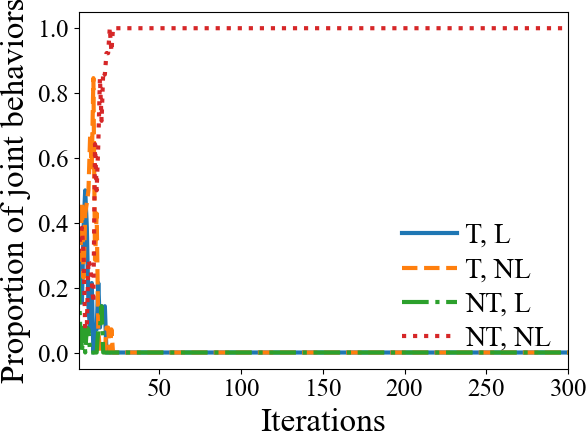 Proportion of joint behaviors
1.0
0.8
0.6
0.4
0.2
0.0
T, L
T, NL
NT, L
NT, NL
50 100 150 200 250 300
Iterations